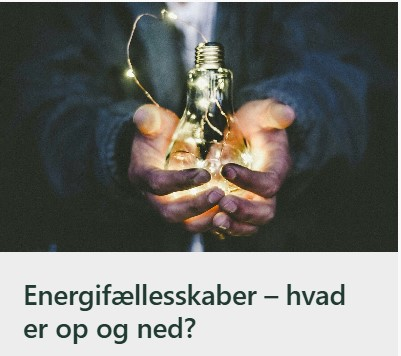 Energifællesskaber – hvad
er op og ned?